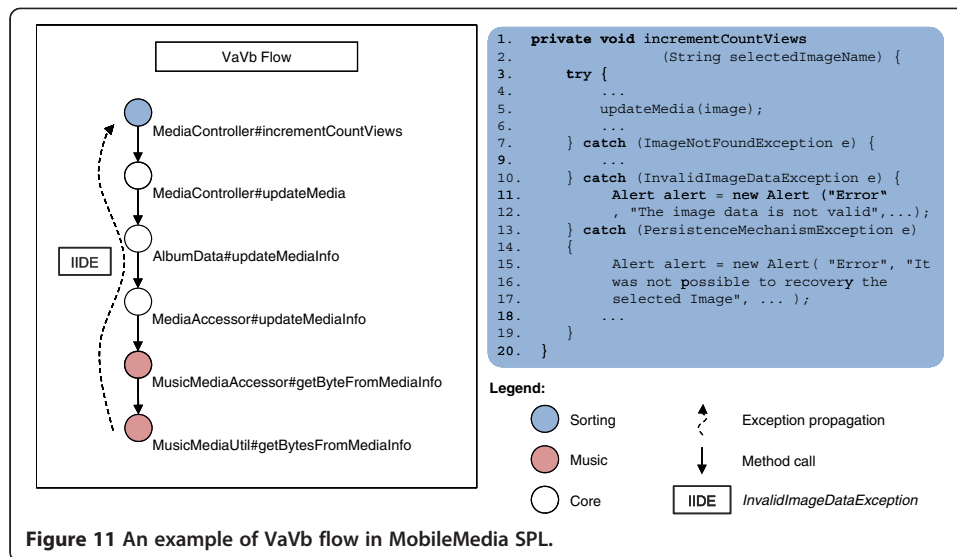 VaVb Flow
MediaController#incrementCountViews
MediaController#updateMedia
AlbumData#updateMediaInfo
IIDE
MediaAccessor#updateMediaInfo
MusicMediaAccessor#getByteFromMediaInfo
MusicMediaUtil#getBytesFromMediaInfo
1. private void incrementCountViews
2. (String selectedImageName) {
3. try {
4. ...
5. updateMedia(image);
6. ...
7. } catch (ImageNotFoundException e) {
9. ...
10. } catch (InvalidImageDataException e) {
11. Alert alert = new Alert ("Error"
12. , "The image data is not valid",...);
13. } catch (PersistenceMechanismException e)
14. {
15. Alert alert = new Alert( "Error", "It
16. was not possible to recovery the
17. selected Image", ... );
18. ...
19. }
20. }
Legend:
Sorting
Exception propagation
Music
Method call
Core
IIDE
InvalidImageDataException
Figure 11 An example of VaVb flow in MobileMedia SPL.